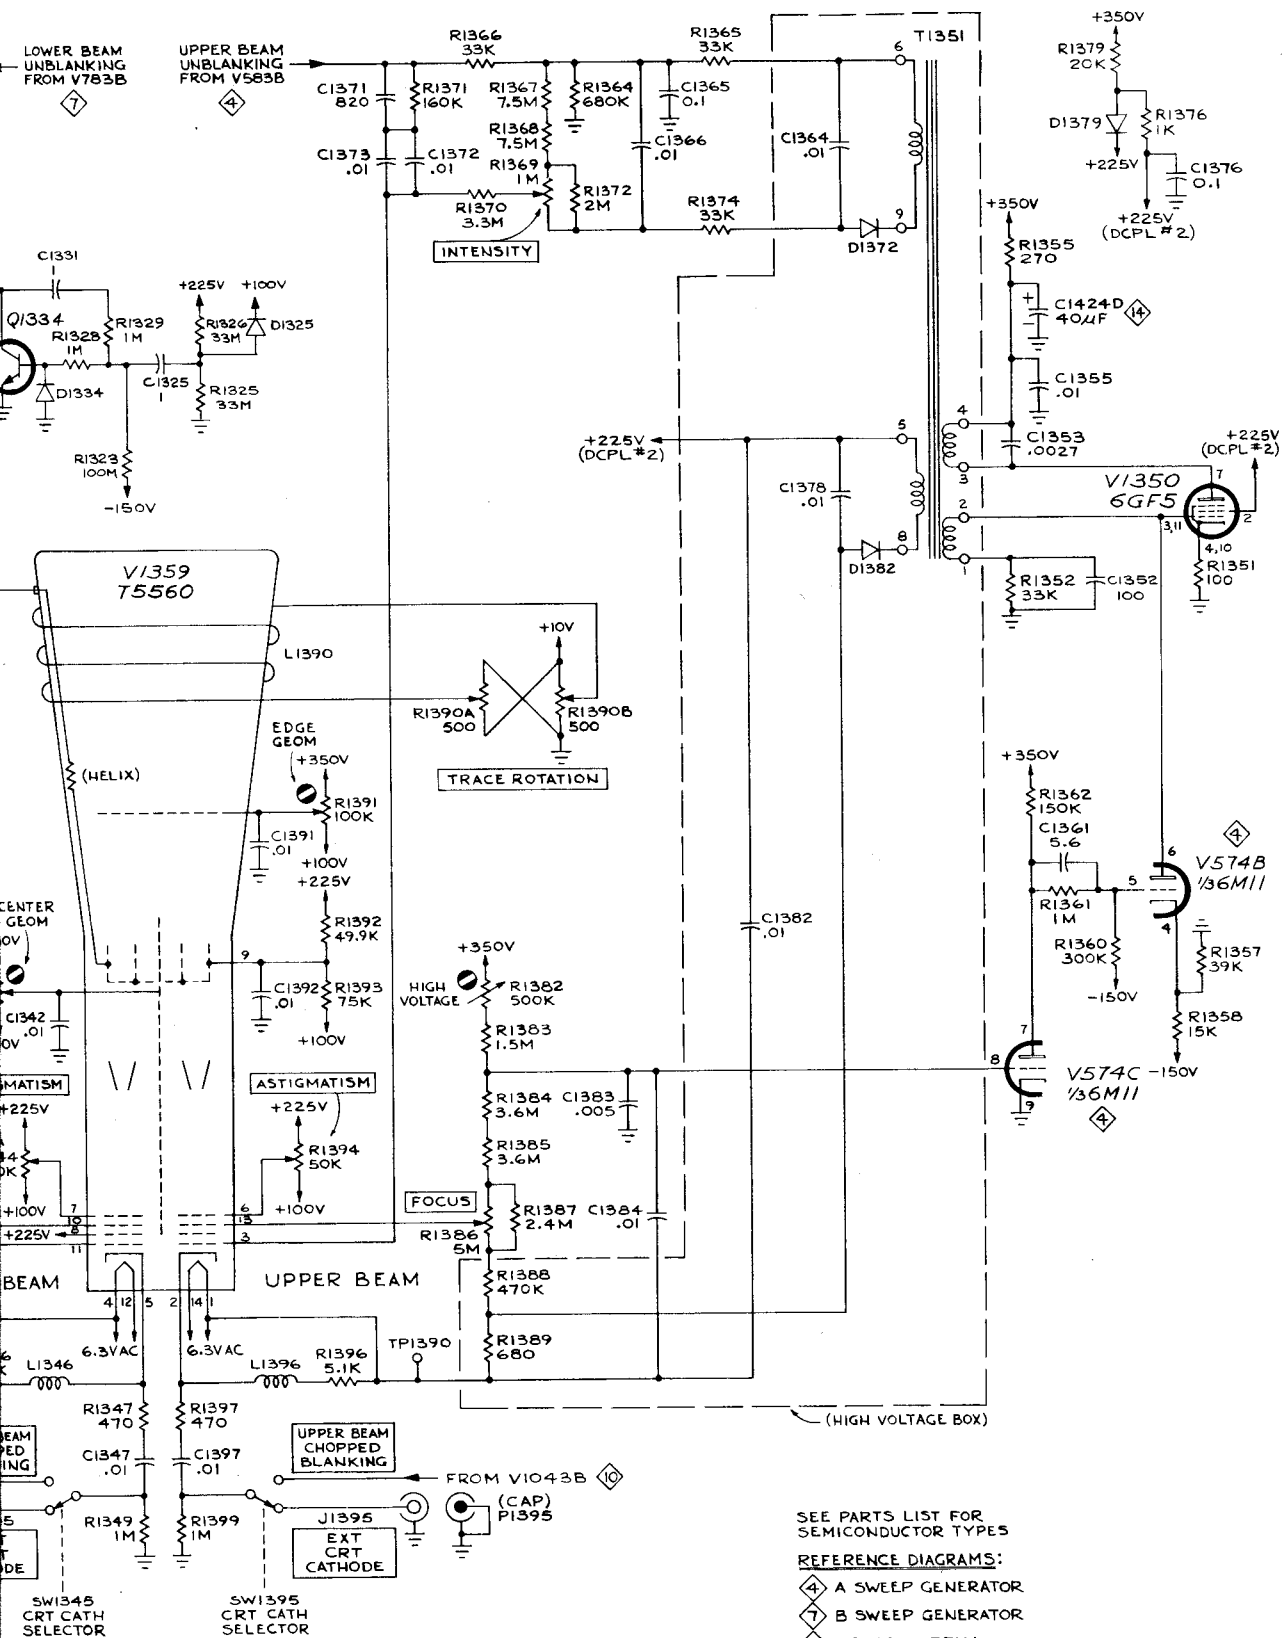 LOWER BEAM
UNBLANKING
FROM V783B
7
UPPER BEAM
UNBLANKING
FROM V583B
4
C1371
820
R1371
160K
R1366
33K
R1367
7.5M
R1364
680K
R1368
7.5M
C1373
.01
C1372
.01
R1369
1M
R1370
3.3M
R1372
2M
INTENSITY
C1365
0.1
C1366
.01
R1365
33K
R1374
33K
C1364
.01
6
T1351
9
D1372
+350V
R1379
20K
D1379
+225V
R1376
1K
C1376
0.1
+225V
(DCPL #2)
+350V
R1355
270
C1424D
40µF
14
+
–
C1355
.01
4
C1353
.0027
3
2
1
C1331
1
Q1334
R1328
1M
R1329
1M
D1334
C1325
1
+225V
+100V
R1326
33M
D1325
R1325
33M
R1323
100M
-150V
+225V
(DCPL #2)
5
C1378
.01
8
D1382
V1350
6GF5
7
3,11
2
4,10
+225V
(DCPL #2)
R1351
100
R1352
33K
C1352
100
V1359
T5560
L1390
(HELIX)
EDGE
GEOM
+350V
R1391
100K
C1391
.01
+100V
+225V
R1392
49.9K
9
C1392
.01
R1393
75K
+100V
+10V
R1390A
500
R1390B
500
TRACE ROTATION
CENTER
GEOM
0V
C1342
.01
0V
MATISM
+225V
+100V
+225V
ASTIGMATISM
+225V
R1394
50K
+100V
7
10
8
11
6
13
3
FOCUS
+350V
HIGH
VOLTAGE
R1382
500K
R1383
1.5M
R1384
3.6M
C1383
.005
R1385
3.6M
R1387
2.4M
C1384
.01
R1386
5M
R1388
470K
R1389
680
C1382
.01
+350V
R1362
150K
C1361
5.6
R1361
1M
R1360
300K
-150V
5
6
4
4
V574B
1/3 6M11
R1357
39K
R1358
15K
-150V
7
8
9
V574C
1/3 6M11
4
BEAM
UPPER BEAM
4
12
5
2
14
1
6.3VAC
6.3VAC
L1346
L1396
R1396
5.1K
TP1390
R1347
470
R1397
470
C1347
.01
C1397
.01
R1349
1M
R1399
1M
UPPER BEAM
CHOPPED
BLANKING
FROM V1043B
10
(CAP)
P1395
J1395
EXT
CRT
CATHODE
(HIGH VOLTAGE BOX)
SW1345
CRT CATH
SELECTOR
SW1395
CRT CATH
SELECTOR
SEE PARTS LIST FOR
SEMICONDUCTOR TYPES
REFERENCE DIAGRAMS:
4 A SWEEP GENERATOR
7 B SWEEP GENERATOR